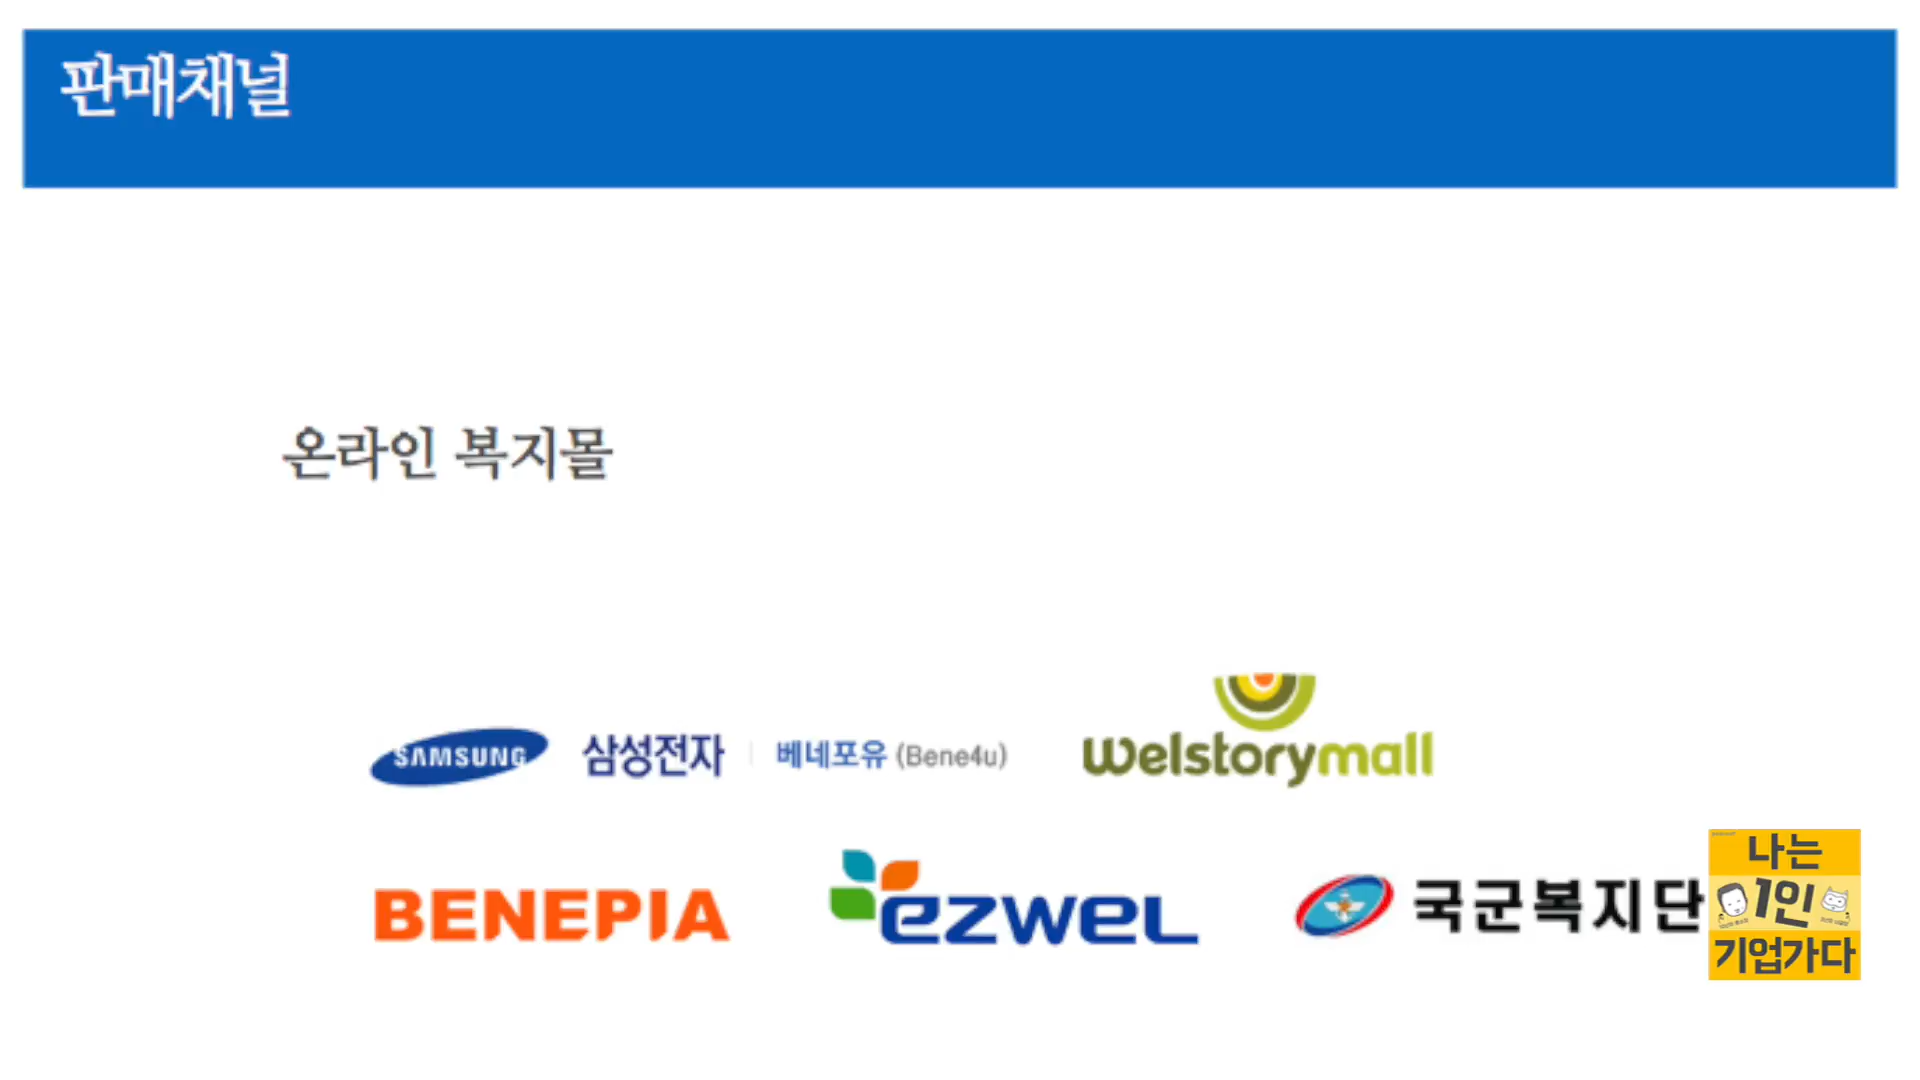 판매채널
온라인 복지몰
SAMSUNG 삼성전자 | 베네포유 (Bene4u)
welstorymall
BENEPIA
ezwel
국군복지단
나는
1인
기업가다